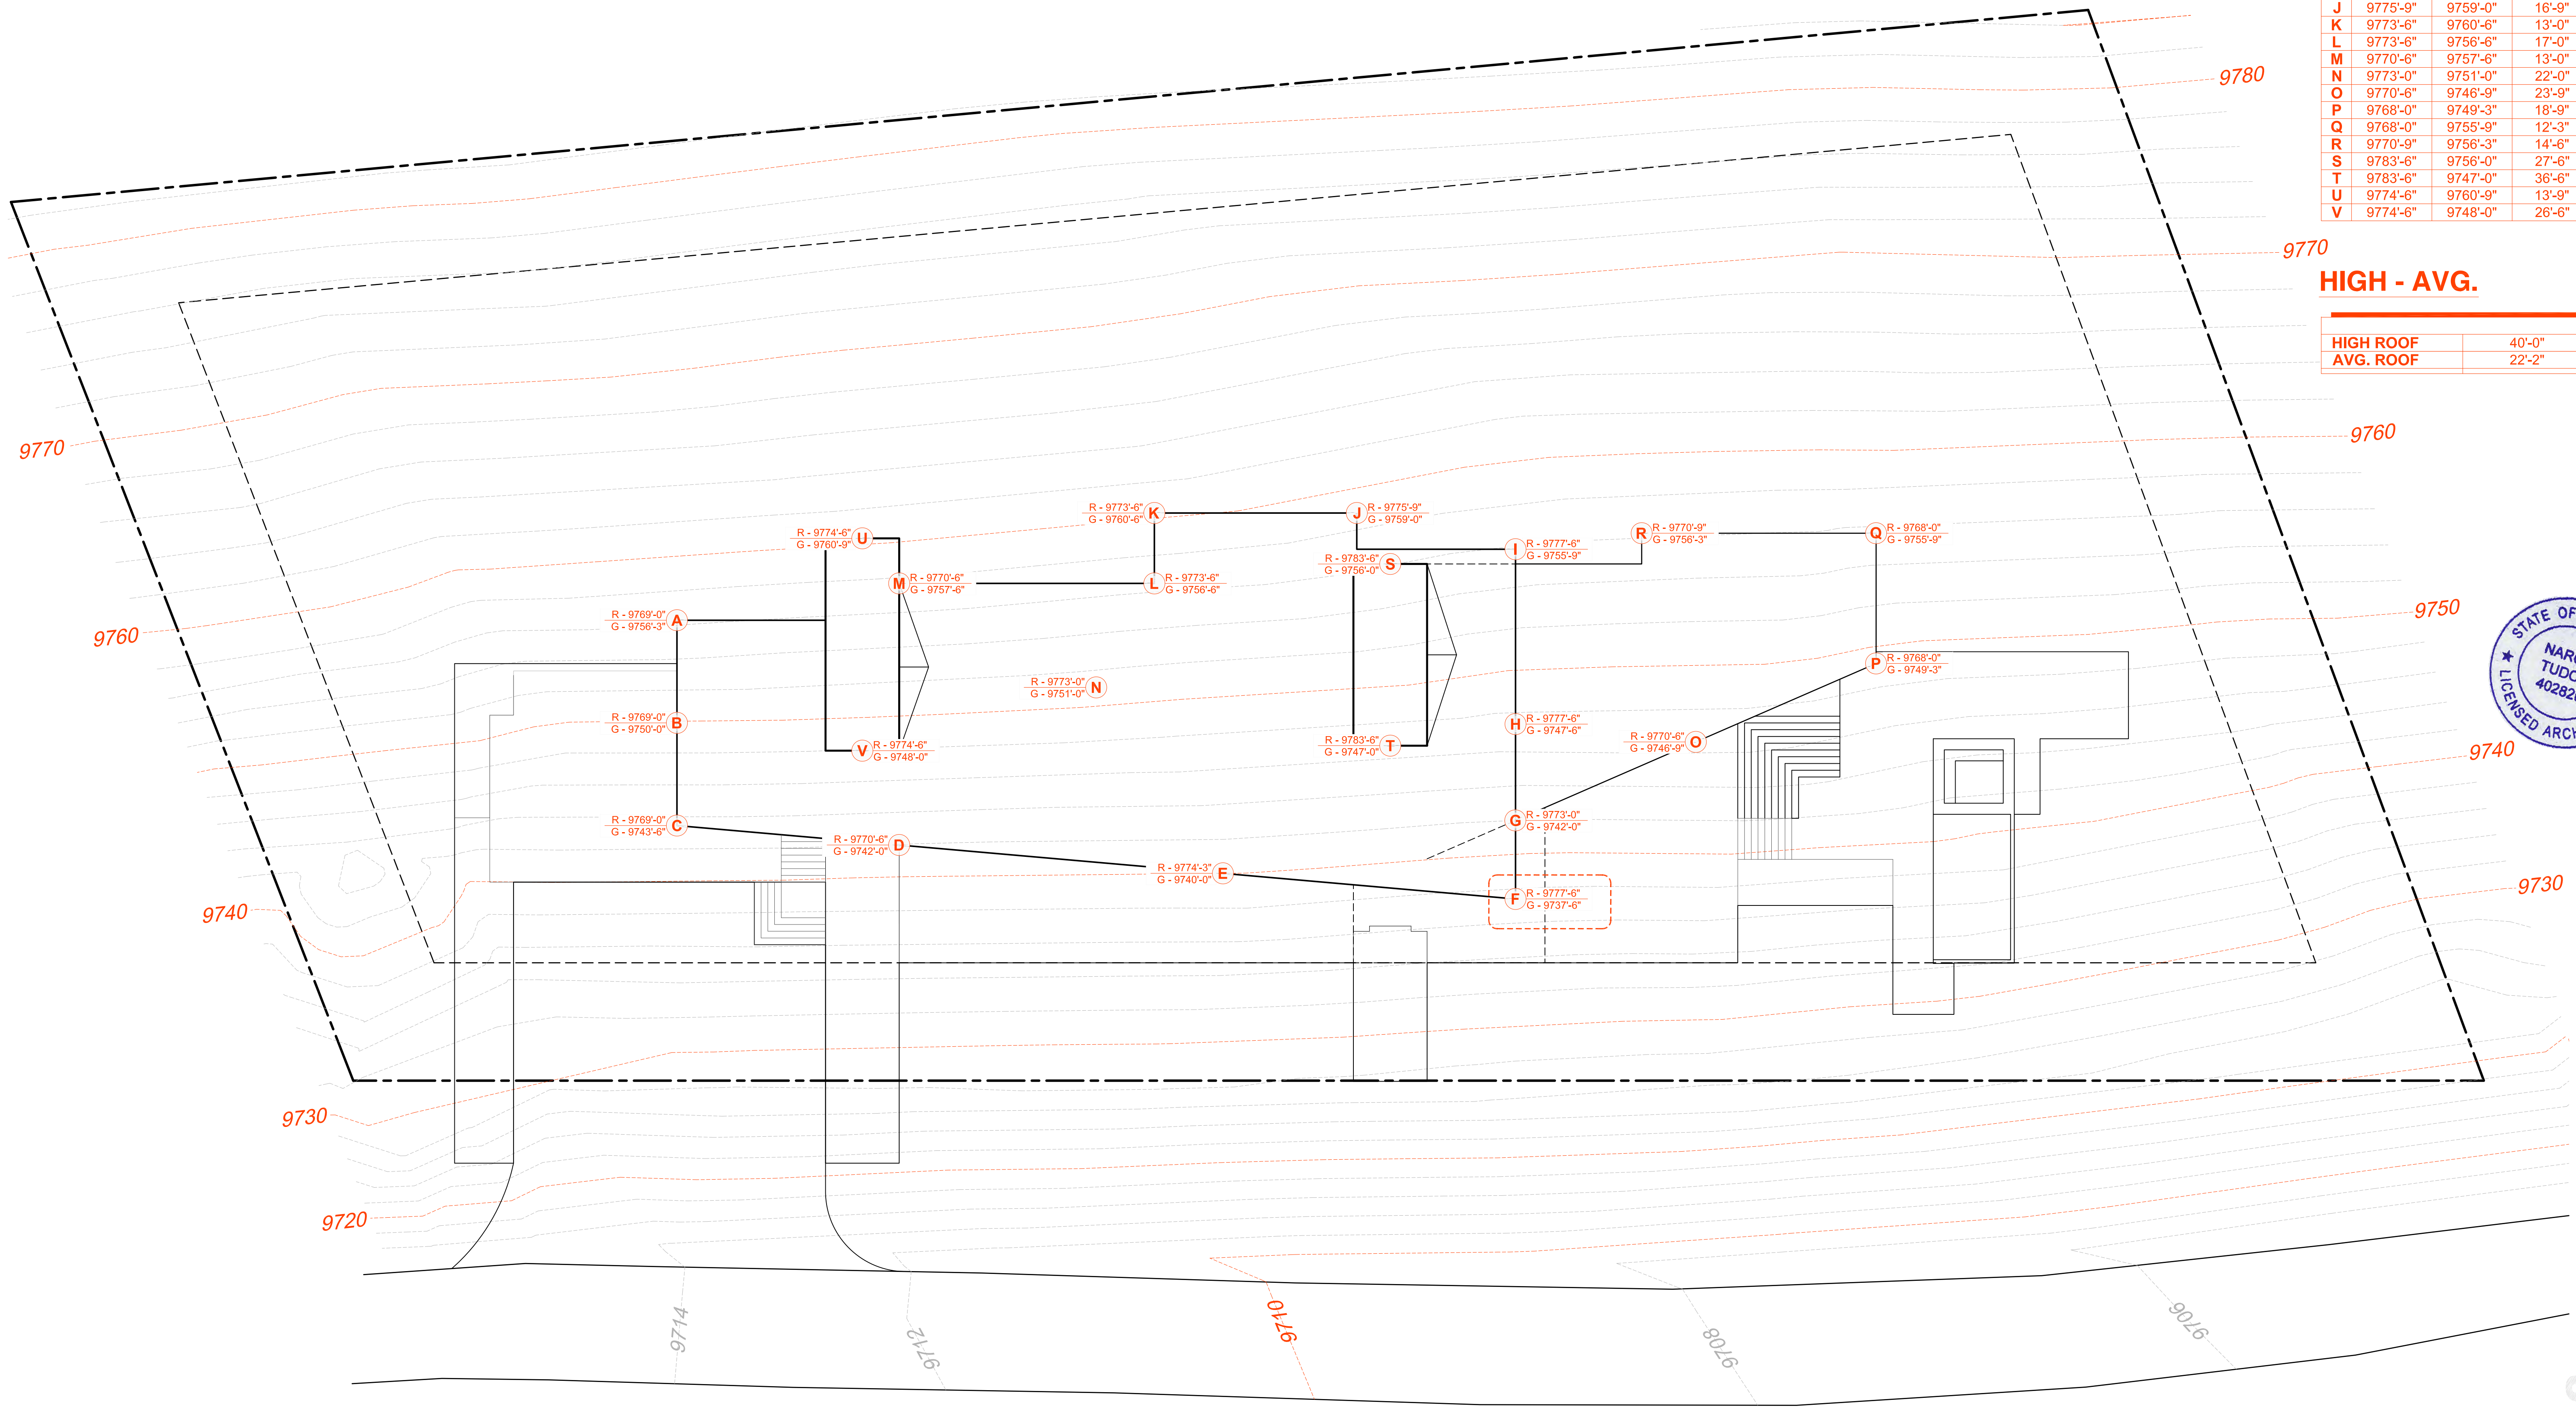 J 9775'-9" 9759'-0" 16'-9"
K 9773'-6" 9760'-6" 13'-0"
L 9773'-6" 9756'-6" 17'-0"
M 9770'-6" 9757'-6" 13'-0"
N 9773'-0" 9751'-0" 22'-0"
O 9770'-6" 9746'-9" 23'-9"
P 9768'-0" 9749'-3" 18'-9"
Q 9768'-0" 9755'-9" 12'-3"
R 9770'-9" 9756'-3" 14'-6"
S 9783'-6" 9756'-0" 27'-6"
T 9783'-6" 9747'-0" 36'-6"
U 9774'-6" 9760'-9" 13'-9"
V 9774'-6" 9748'-0" 26'-6"
HIGH - AVG.
HIGH ROOF 40'-0"
AVG. ROOF 22'-2"
9780
9770
9760
9750
9740
9730
9770
9760
9740
9730
9720
R - 9773'-6"
G - 9760'-6"
K
J
R - 9775'-9"
G - 9759'-0"
R - 9774'-6"
G - 9760'-9"
U
I
R - 9777'-6"
G - 9755'-9"
R
R - 9770'-9"
G - 9756'-3"
Q
R - 9768'-0"
G - 9755'-9"
R - 9783'-6"
G - 9756'-0"
S
M
R - 9770'-6"
G - 9757'-6"
L
R - 9773'-6"
G - 9756'-6"
R - 9769'-0"
G - 9756'-3"
A
P
R - 9768'-0"
G - 9749'-3"
R - 9773'-0"
G - 9751'-0"
N
R - 9769'-0"
G - 9750'-0"
B
H
R - 9777'-6"
G - 9747'-6"
V
R - 9774'-6"
G - 9748'-0"
R - 9783'-6"
G - 9747'-0"
T
R - 9770'-6"
G - 9746'-9"
O
R - 9769'-0"
G - 9743'-6"
C
G
R - 9773'-0"
G - 9742'-0"
R - 9770'-6"
G - 9742'-0"
D
R - 9774'-3"
G - 9740'-0"
E
F
R - 9777'-6"
G - 9737'-6"
9714
9712
9710
9708
9706
STATE OF
LICENSED